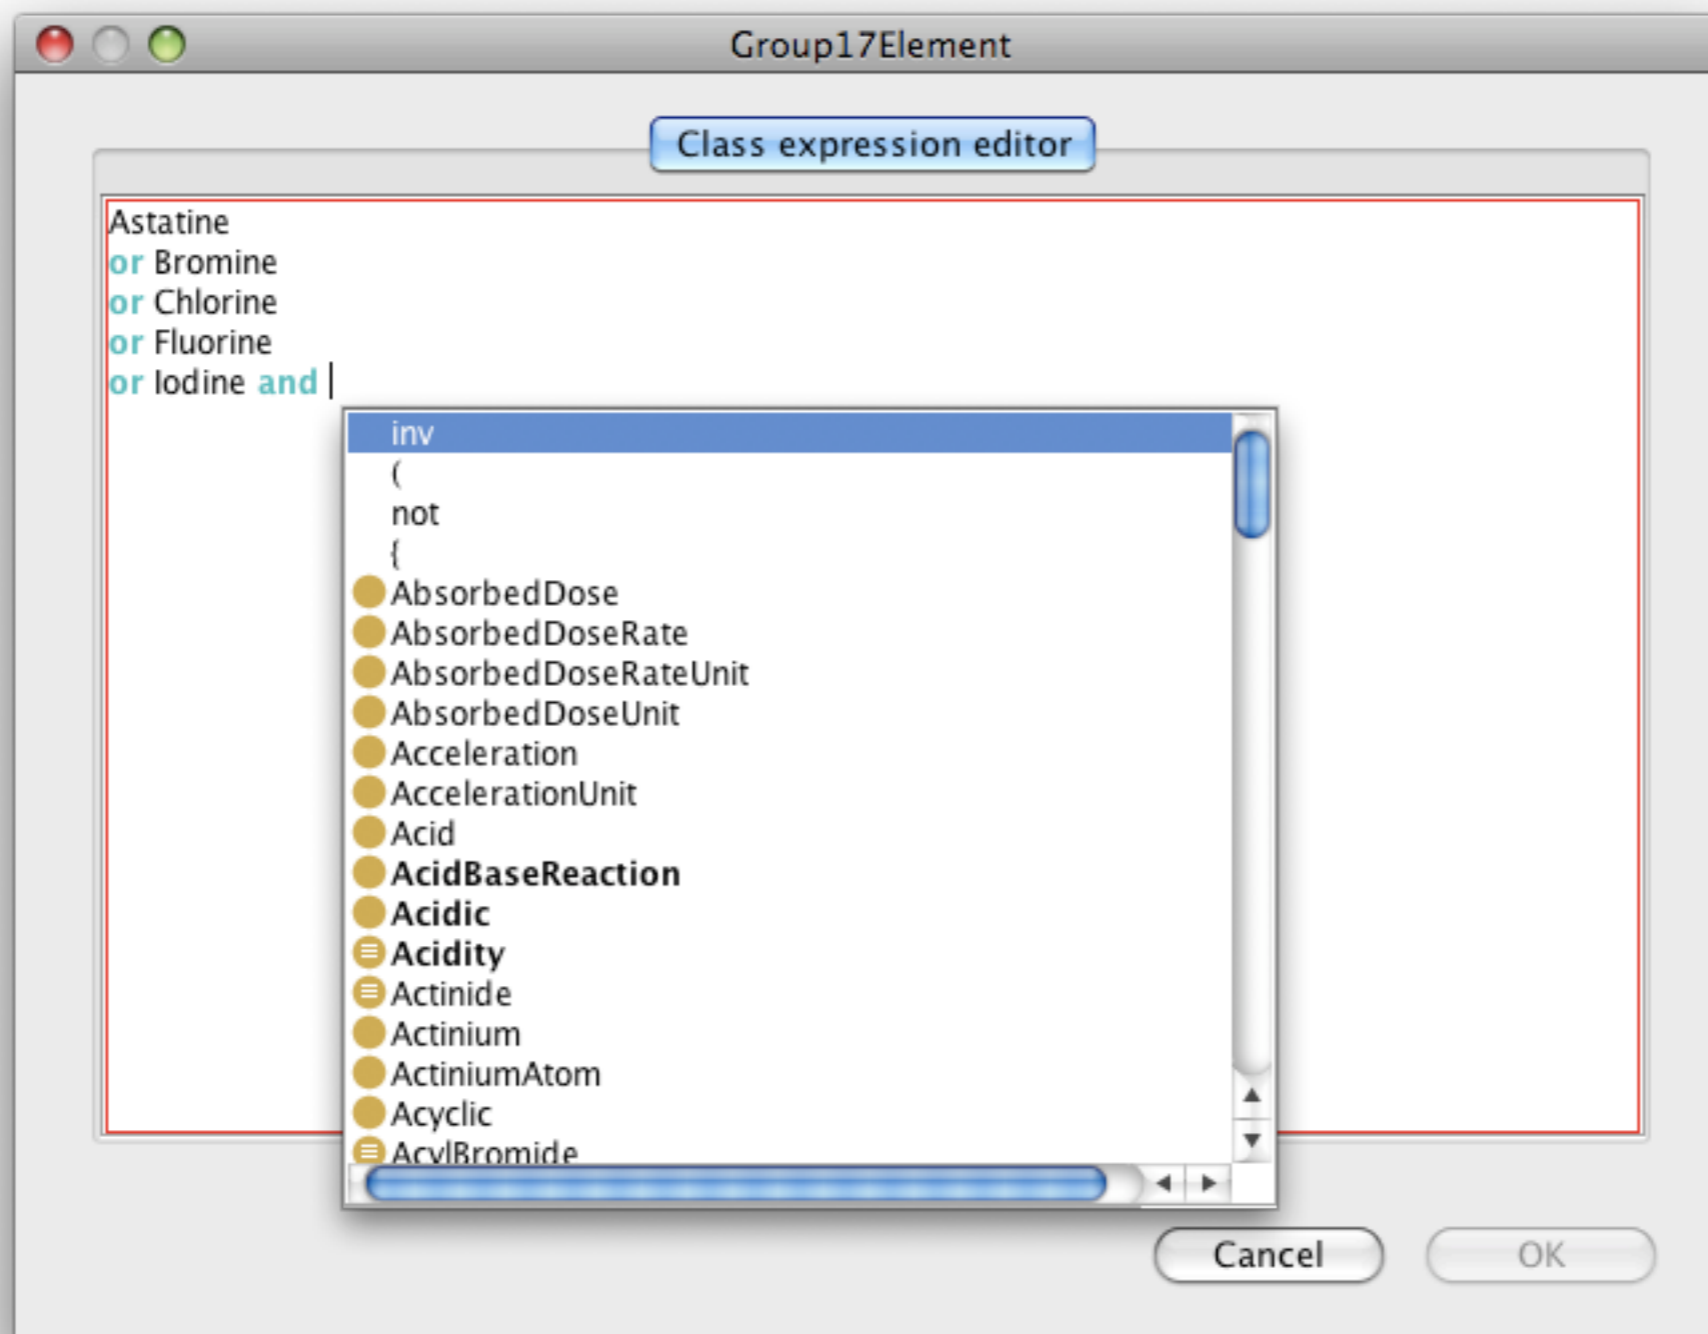 Group17Element
Class expression editor
Astatine
or Bromine
or Chlorine
or Fluorine
or Iodine and
inv
(
not
{
AbsorbedDose
AbsorbedDoseRate
AbsorbedDoseRateUnit
AbsorbedDoseUnit
Acceleration
AccelerationUnit
Acid
AcidBaseReaction
Acidic
Acidity
Actinide
Actinium
ActiniumAtom
Acyclic
AcylBromide
Cancel
OK